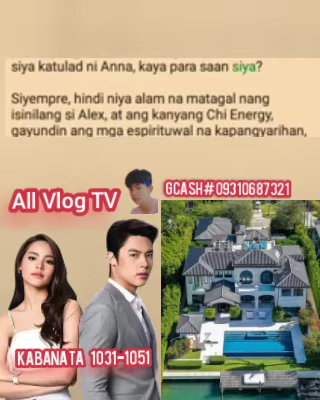 siya katulad ni Anna, kaya para saan siya?
Siyempre, hindi niya alam na matagal nang
isinilang si Alex, at ang kanyang Chi Energy,
gayundin ang mga espirituwal na kapangyarihan,
All Vlog TV
GCASH# 09310687321
KABANATA 1031-1051